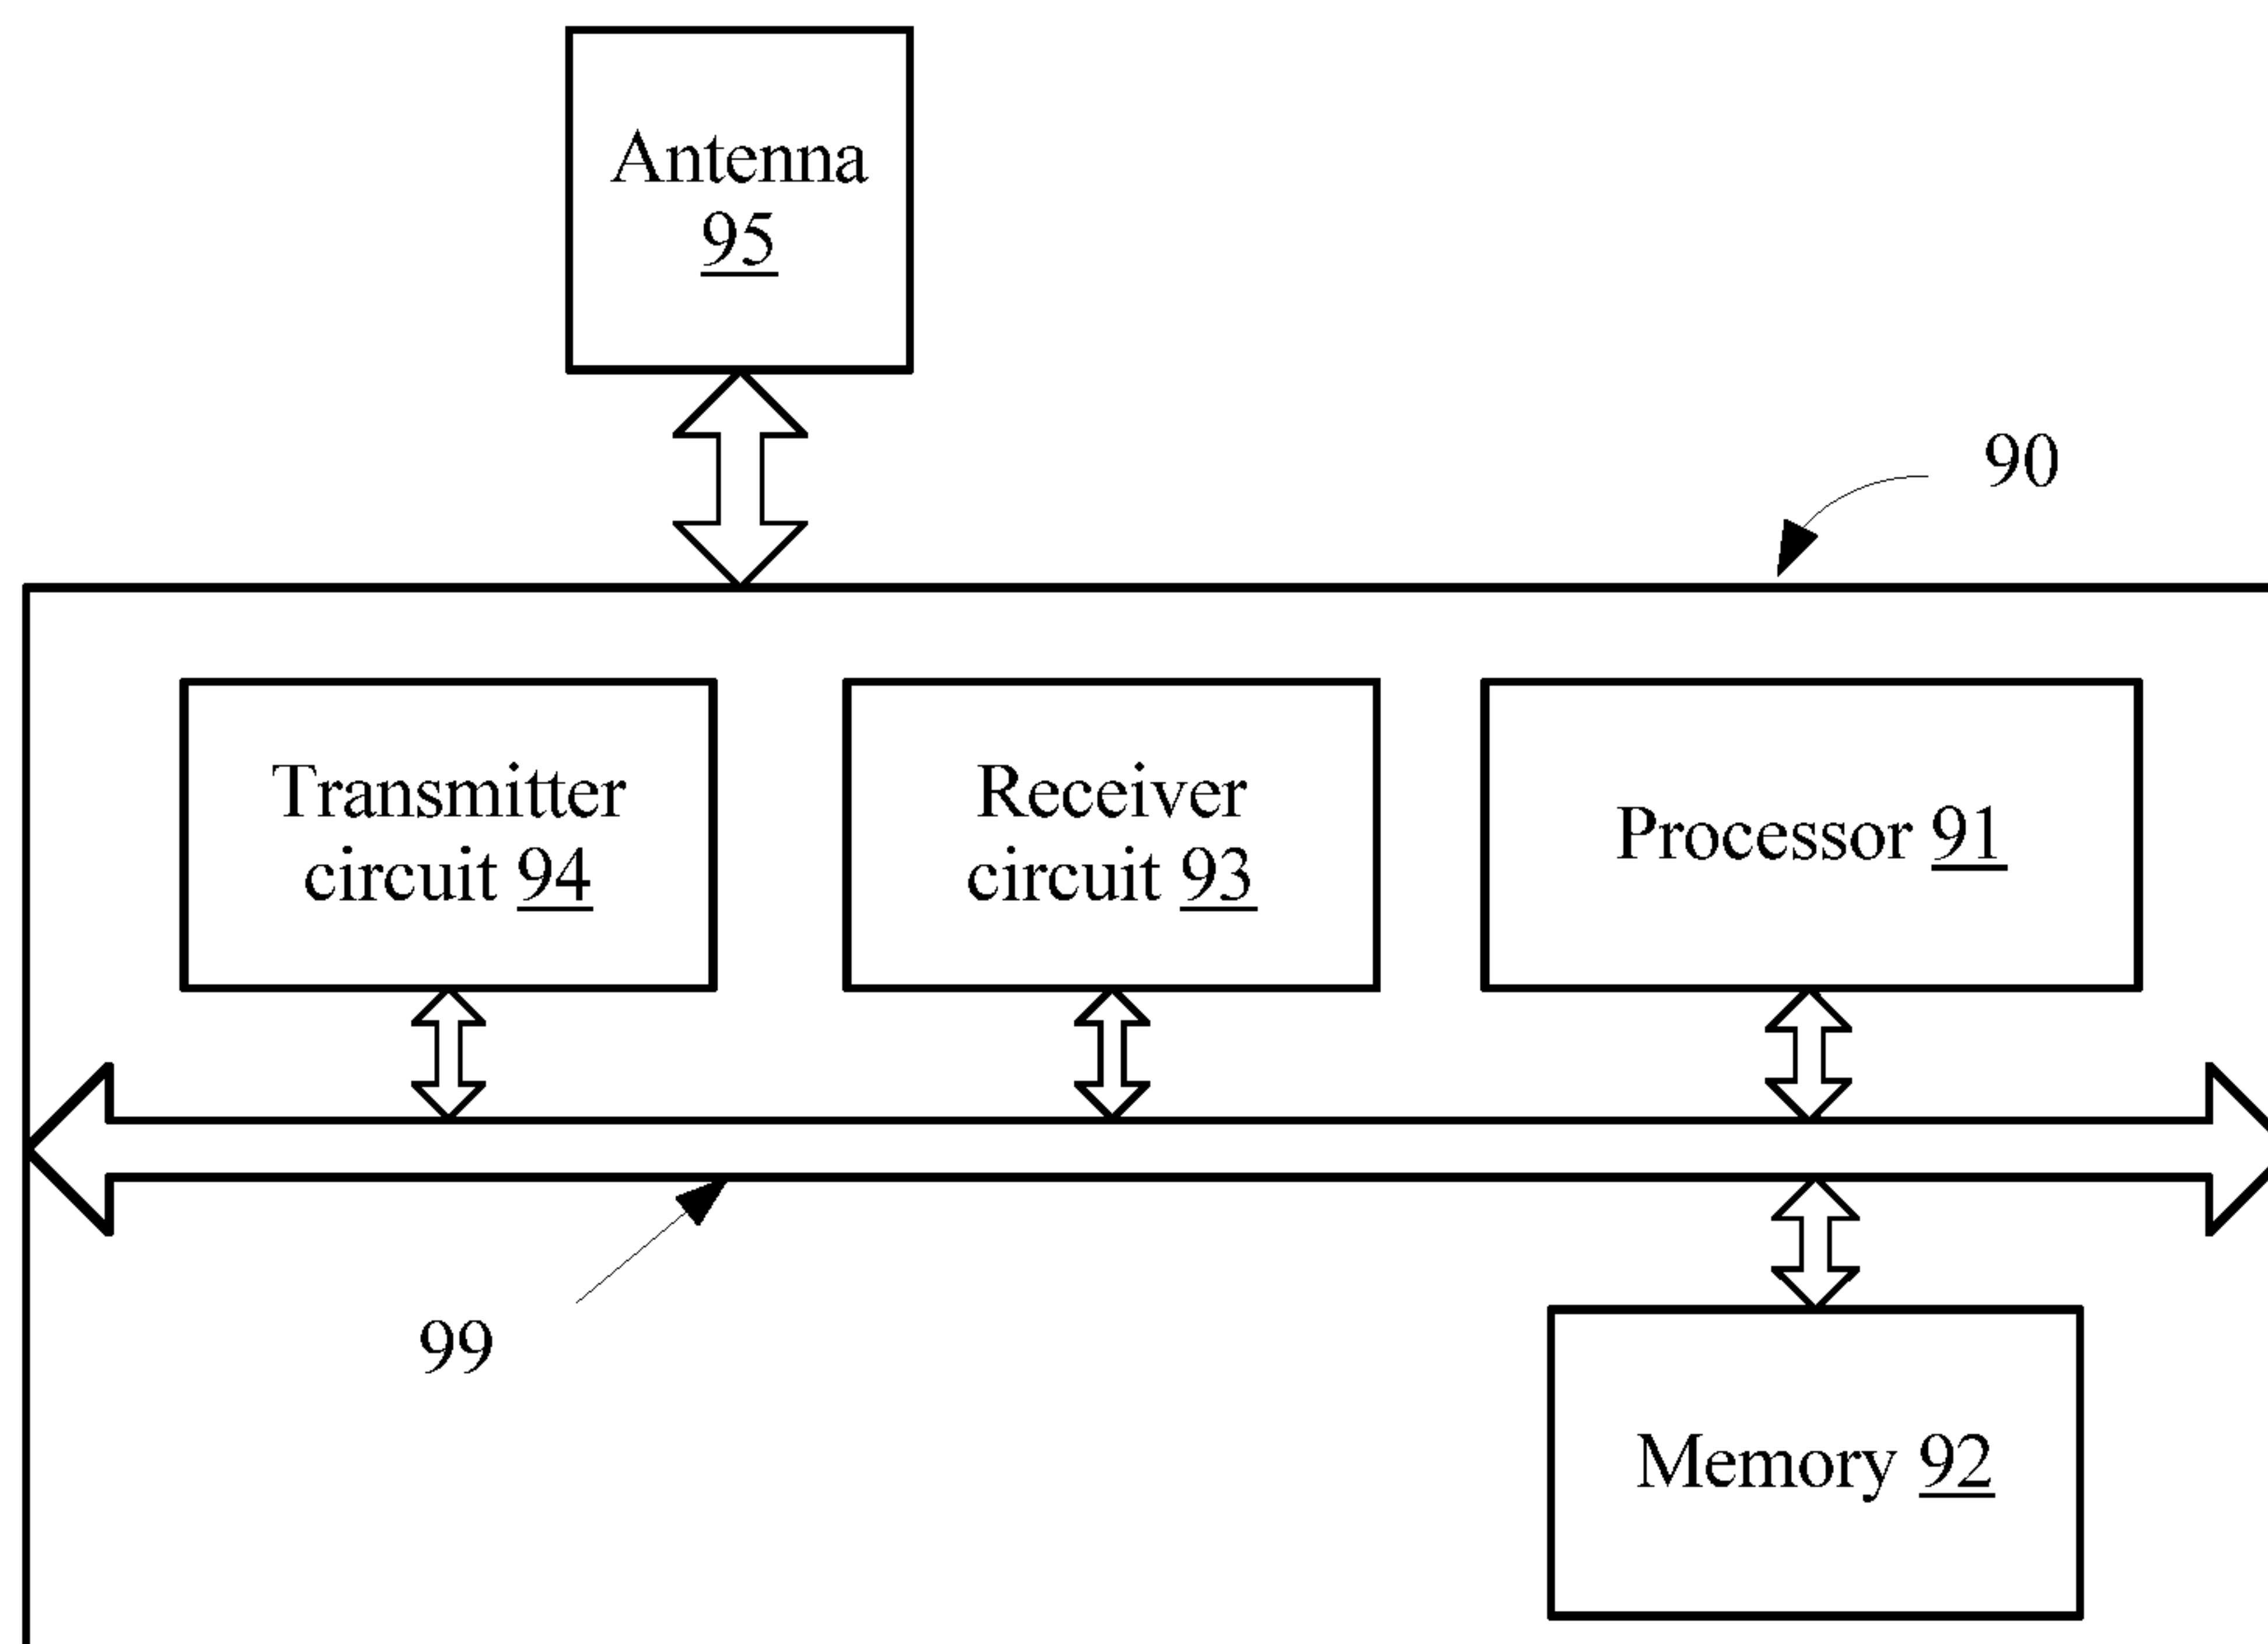 Antenna
95
90
Transmitter
circuit 94
Receiver
circuit 93
Processor 91
99
Memory 92